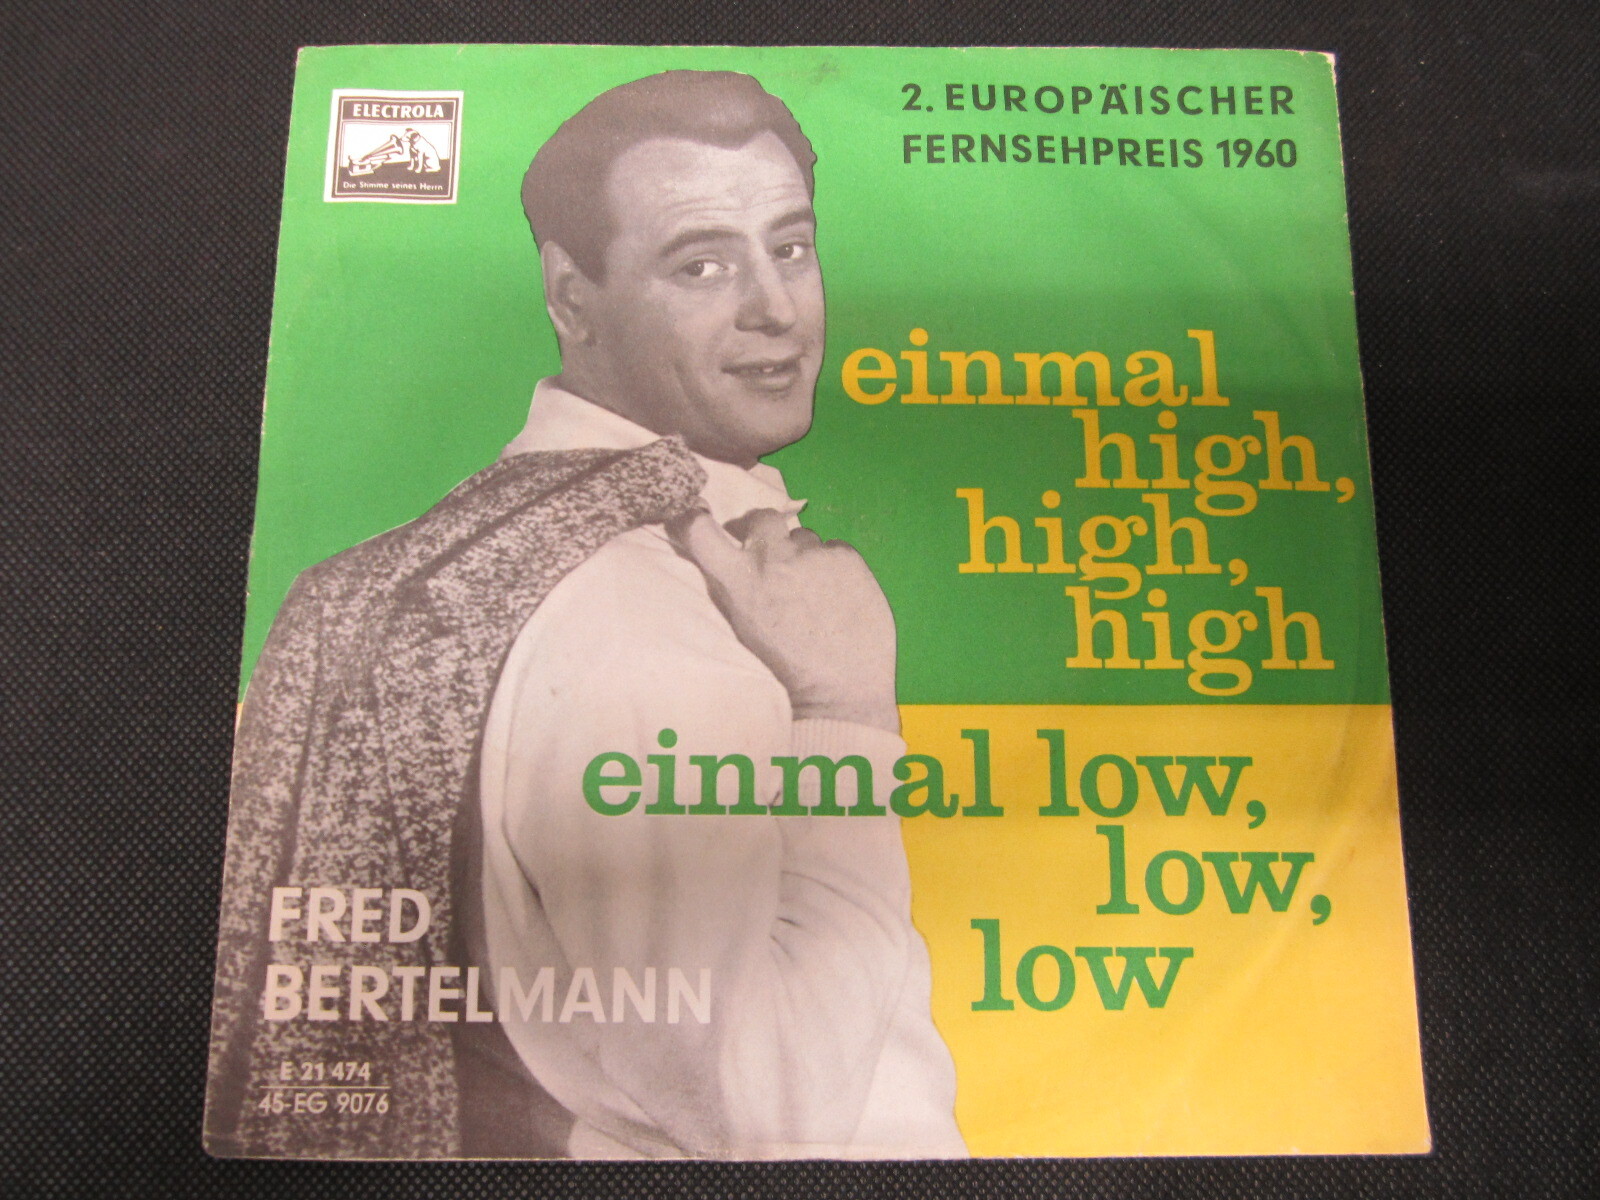 ELECTROLA
Die Stimme seines Herrn
2. EUROPÄISCHER
FERNSEHPREIS 1960
einmal
high,
high,
high
einmal low,
low,
low
FRED
BERTELMANN
E 21 474
45-EG 9076